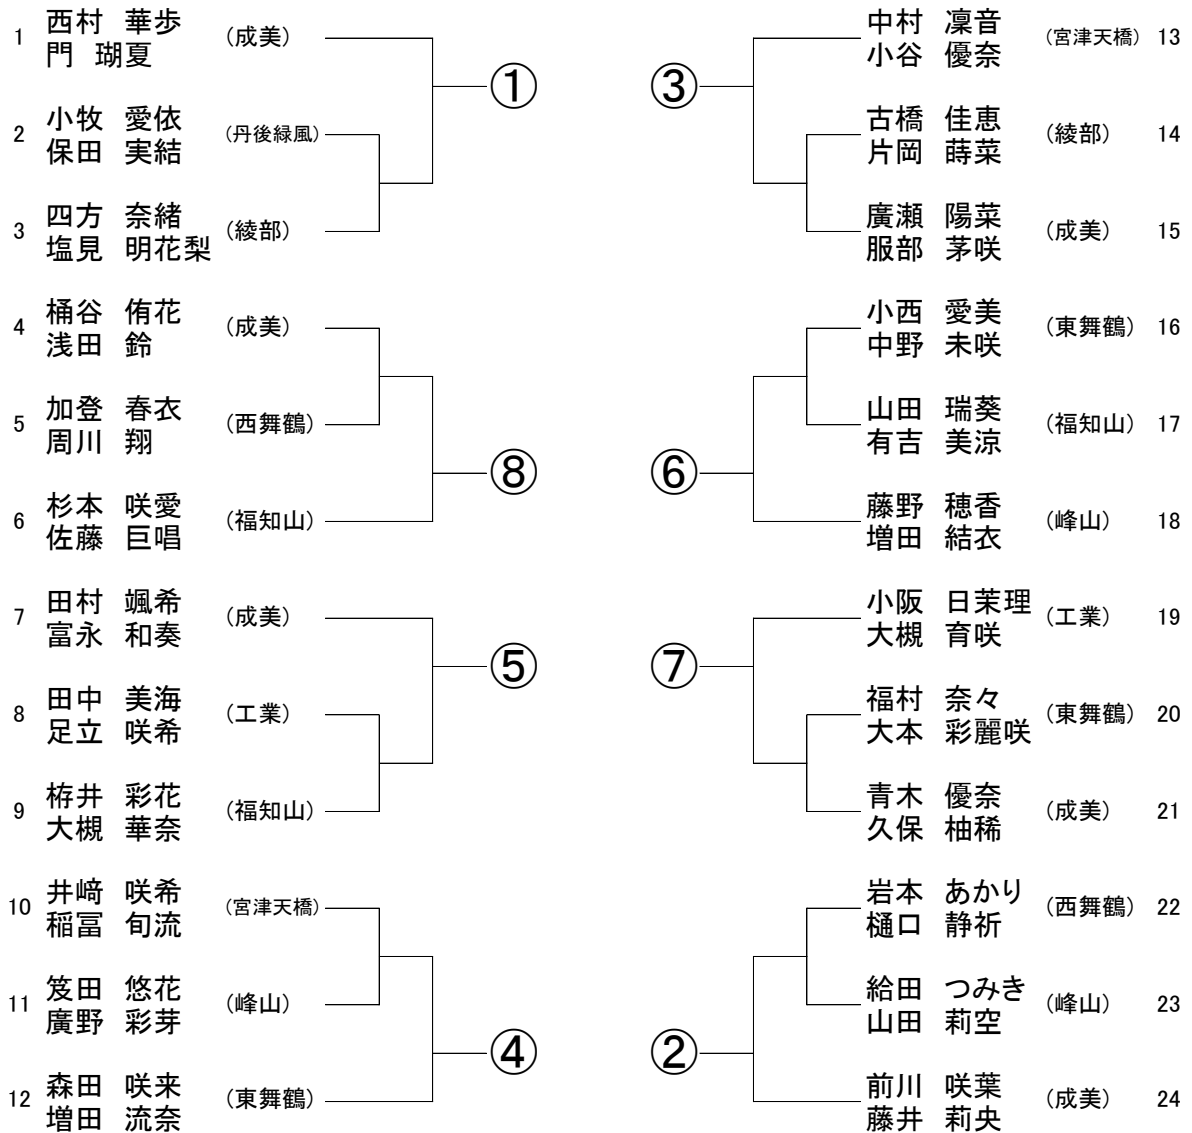 1 西村 華歩 (成美)
門 瑚夏
①
2 小牧 愛依 (丹後緑風)
保田 実結
3 四方 奈緒 (綾部)
塩見 明花梨
4 桶谷 侑花 (成美)
浅田 鈴
5 加登 春衣 (西舞鶴)
周川 翔
⑧
6 杉本 咲愛 (福知山)
佐藤 巨唱
7 田村 颯希 (成美)
富永 和奏
⑤
8 田中 美海 (工業)
足立 咲希
9 栫井 彩花 (福知山)
大槻 華奈
10 井﨑 咲希 (宮津天橋)
稲冨 旬流
11 笈田 悠花 (峰山)
廣野 彩芽
④
12 森田 咲来 (東舞鶴)
増田 流奈
中村 凜音 (宮津天橋) 13
小谷 優奈
③
古橋 佳恵 (綾部) 14
片岡 蒔菜
廣瀬 陽菜 (成美) 15
服部 茅咲
小西 愛美 (東舞鶴) 16
中野 未咲
山田 瑞葵 (福知山) 17
有吉 美涼
⑥
藤野 穂香 (峰山) 18
増田 結衣
小阪 日茉理 (工業) 19
大槻 育咲
⑦
福村 奈々 (東舞鶴) 20
大本 彩麗咲
青木 優奈 (成美) 21
久保 柚稀
岩本 あかり (西舞鶴) 22
樋口 静祈
給田 つみき (峰山) 23
山田 莉空
②
前川 咲葉 (成美) 24
藤井 莉央